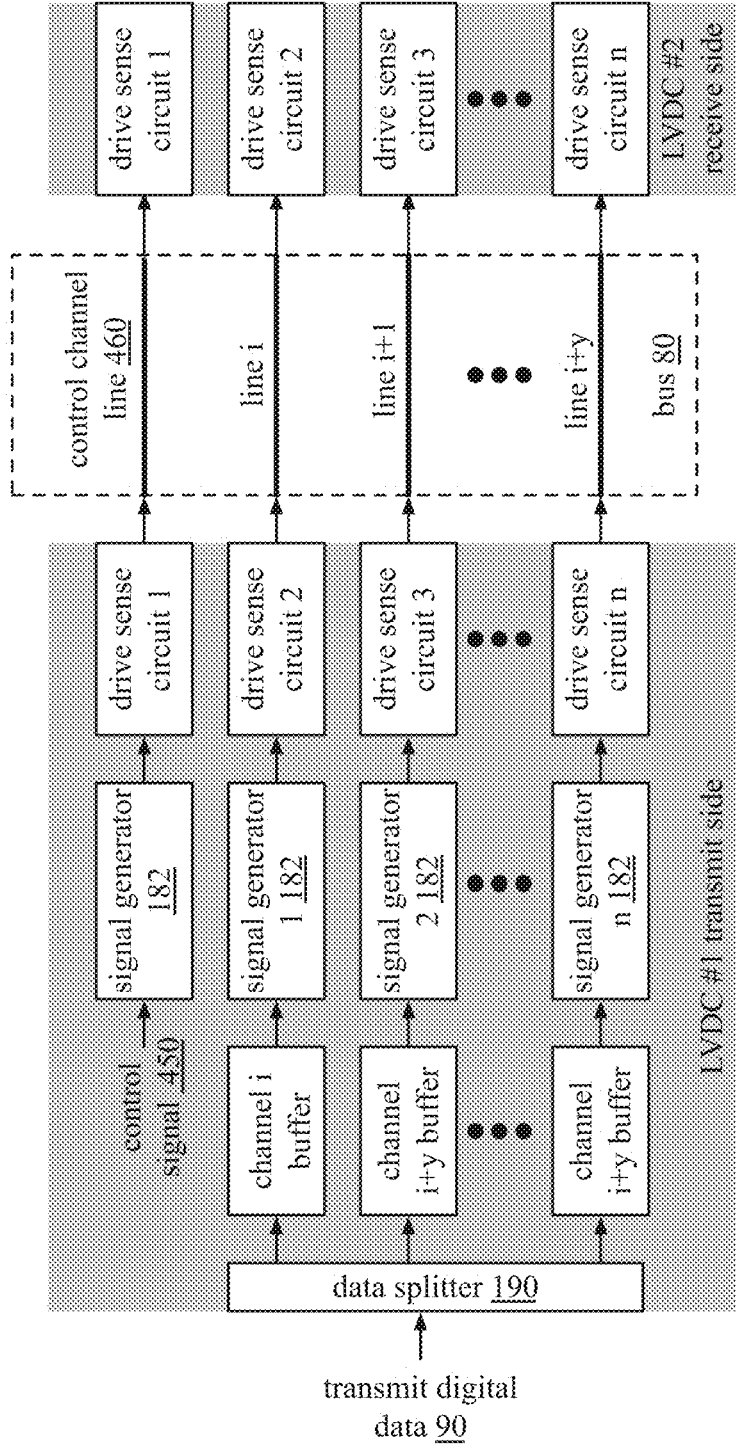 transmit digital
data 90
data splitter 190
control
signal 450
channel i
buffer
channel
i+y buffer
channel
i+y buffer
signal generator
182
signal generator
1 182
signal generator
2 182
signal generator
n 182
drive sense
circuit 1
drive sense
circuit 2
drive sense
circuit 3
drive sense
circuit n
LVDC #1 transmit side
control channel
line 460
line i
line i+1
line i+y
bus 80
drive sense
circuit 1
drive sense
circuit 2
drive sense
circuit 3
drive sense
circuit n
LVDC #2
receive side